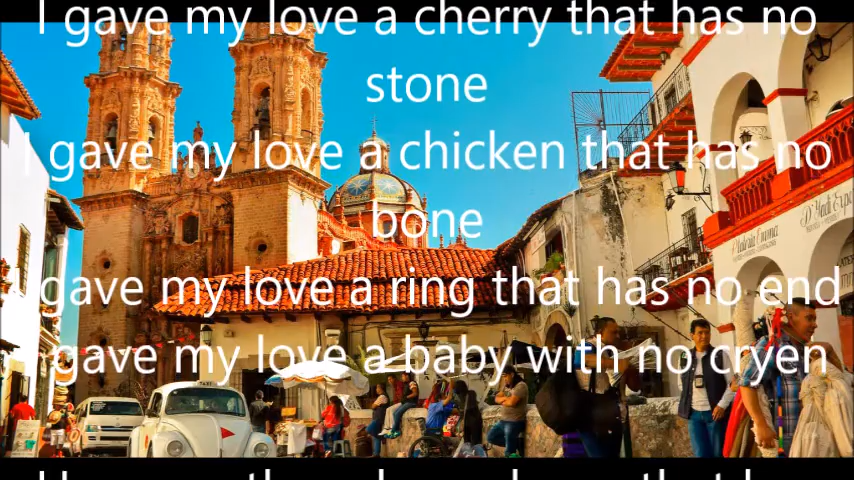 I gave my love a cherry that has no
stone
I gave my love a chicken that has no
bone
I gave my love a ring that has no end
I gave my love a baby with no cryen
TAXI